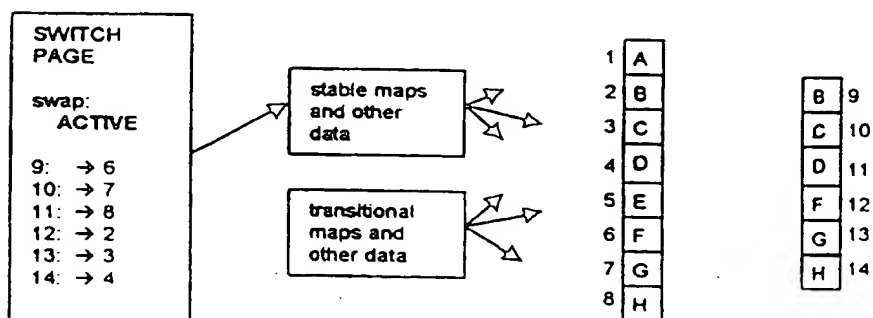 SWITCH
PAGE
swap:
ACTIVE
9: → 6
10: → 7
11: → 8
12: → 2
13: → 3
14: → 4
stable maps
and other
data
transitional
maps and
other data
1 A
2 B
3 C
4 D
5 E
6 F
7 G
8 H
B 9
C 10
D 11
F 12
G 13
H 14